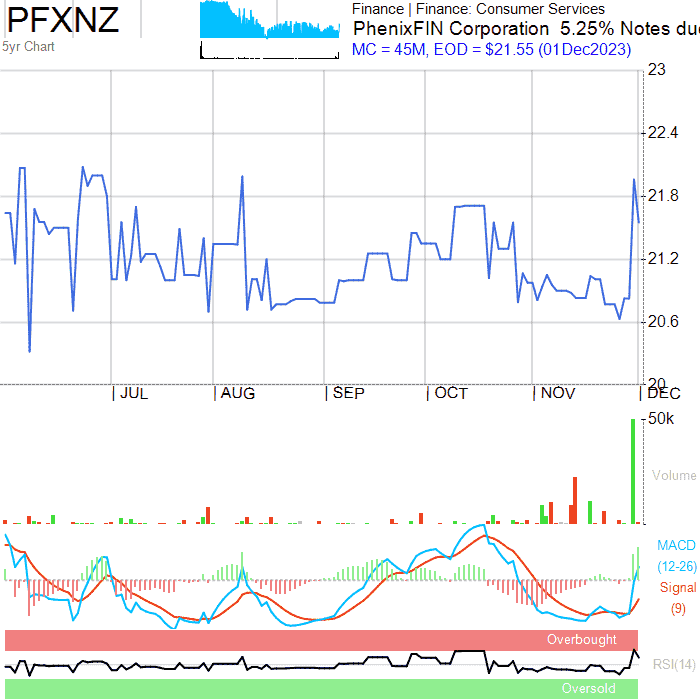 PFXNZ
5yr Chart
Finance | Finance: Consumer Services
PhenixFIN Corporation 5.25% Notes du
MC = 45M, EOD = $21.55 (01Dec2023)
23
22.4
21.8
21.2
20.6
20
JUL AUG SEP OCT NOV DEC
50k
Volume
MACD
(12-26)
Signal
(9)
Overbought
RSI(14)
Oversold